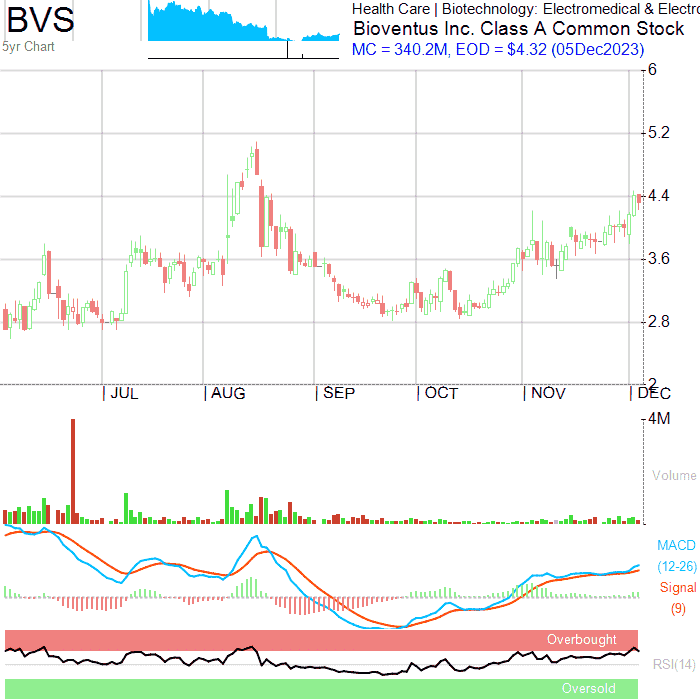 BVS
5yr Chart
Health Care | Biotechnology: Electromedical & Electro
Bioventus Inc. Class A Common Stock
MC = 340.2M, EOD = $4.32 (05Dec2023)
6
5.2
4.4
3.6
2.8
2
| JUL | AUG | SEP | OCT | NOV | DEC
4M
Volume
MACD
(12-26)
Signal
(9)
Overbought
RSI(14)
Oversold